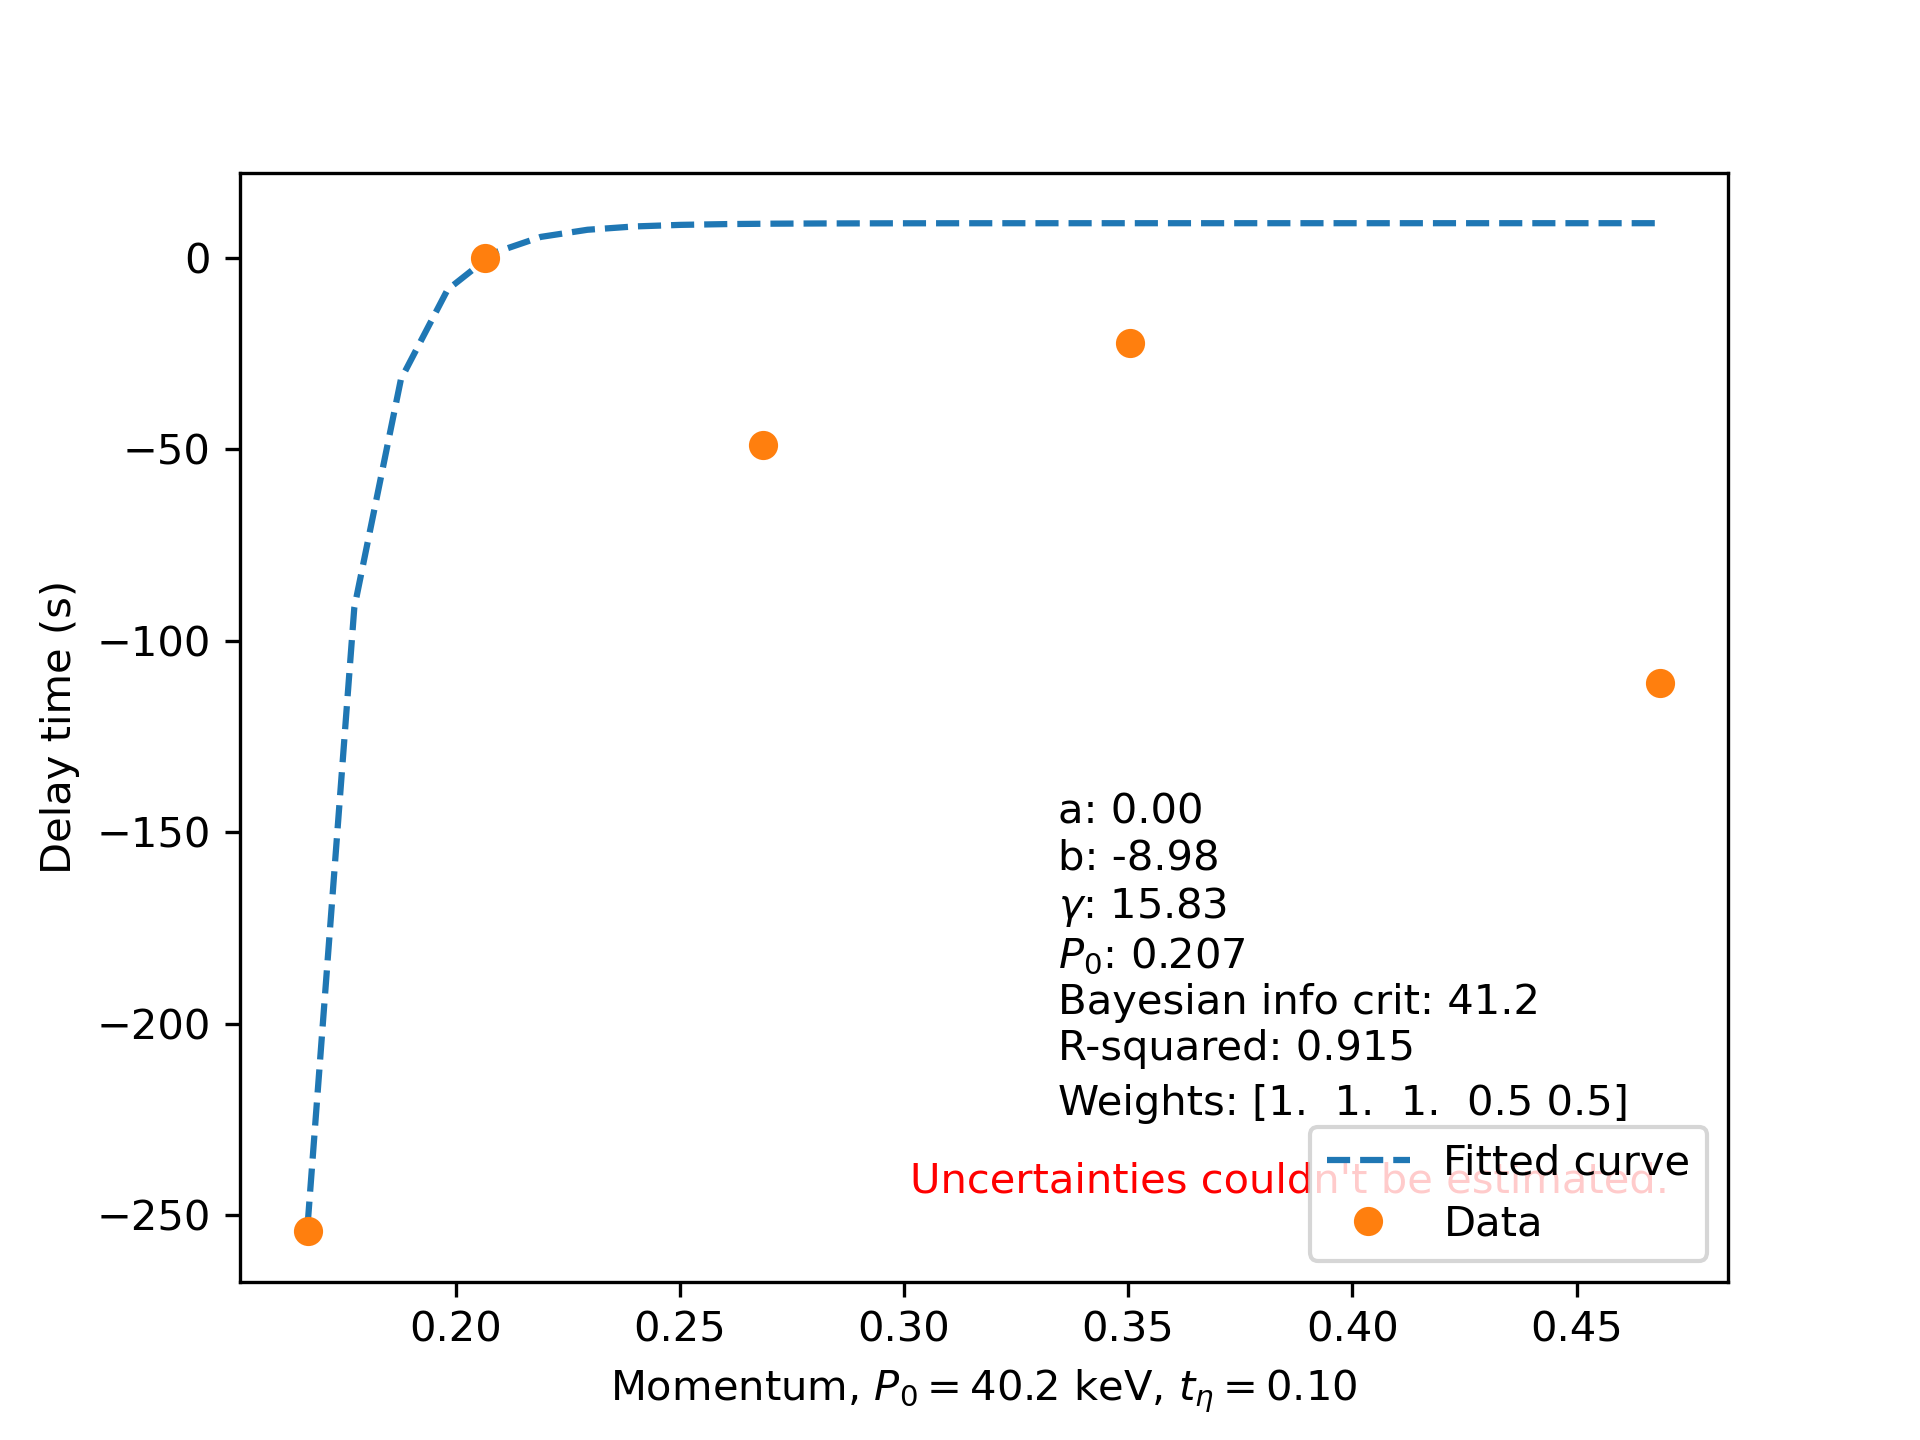 0
−50
−100
−150
−200
−250
Delay time (s)
a: 0.00
b: -8.98
γ: 15.83
P₀: 0.207
Bayesian info crit: 41.2
R-squared: 0.915
Weights: [1.  1.  1.  0.5 0.5]
Uncertainties couldn't be estimated.
Fitted curve
Data
0.20 0.25 0.30 0.35 0.40 0.45
Momentum, P₀ = 40.2 keV, tη = 0.10